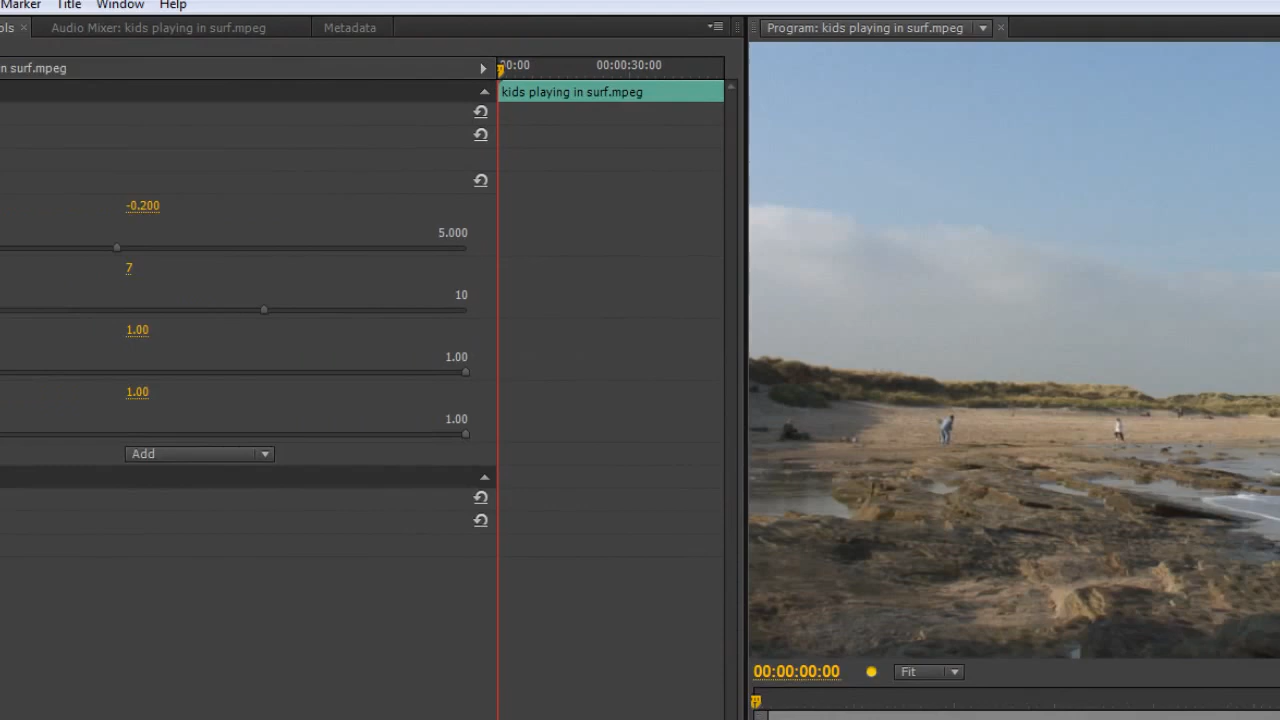 Marker Title Window Help
ols Audio Mixer: kids playing in surf.mpeg Metadata
Program: kids playing in surf.mpeg
n surf.mpeg
00:00 00:00:30:00
kids playing in surf.mpeg
-0.200
5.000
7
10
1.00
1.00
1.00
1.00
Add
00:00:00:00 Fit